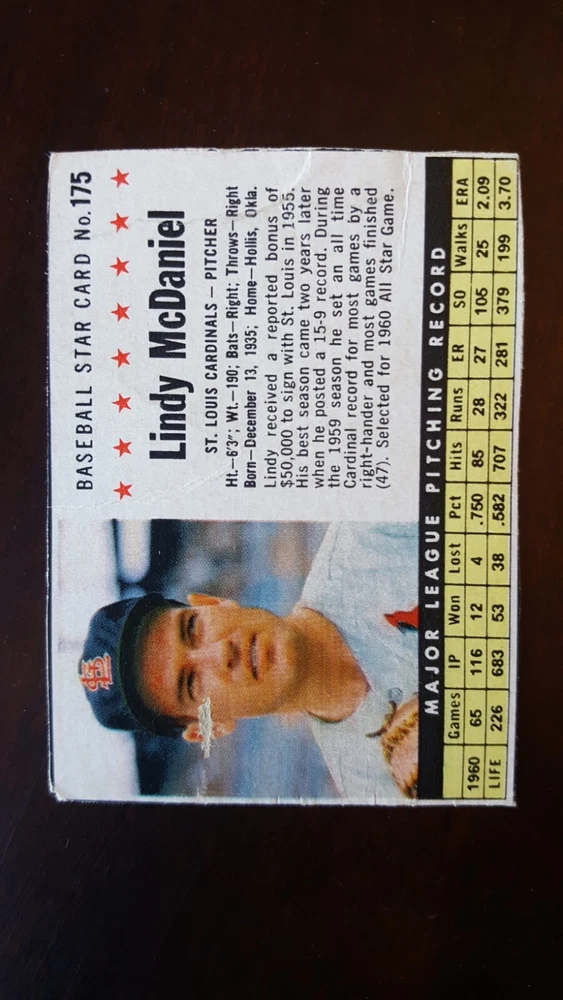 BASEBALL STAR CARD No. 175
Lindy McDaniel
ST. LOUIS CARDINALS — PITCHER
Ht.—6'3"; Wt.—190; Bats—Right; Throws—Right
Born—December 13, 1935; Home—Hollis, Okla.
Lindy received a reported bonus of
$50,000 to sign with St. Louis in 1955.
His best season came two years later
when he posted a 15-9 record. During
the 1959 season he set an all time
Cardinal record for most games by a
right-hander and most games finished
(47). Selected for 1960 All Star Game.
StL
MAJOR LEAGUE PITCHING RECORD
Games IP Won Lost Pct Hits Runs ER SO Walks ERA
1960 65 116 12 4 .750 85 28 27 105 25 2.09
LIFE 226 683 53 38 .582 707 322 281 379 199 3.70